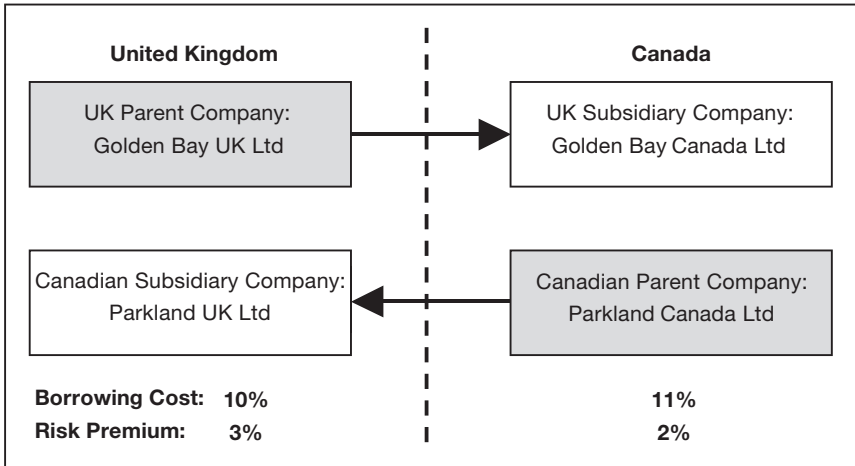 United Kingdom
Canada
UK Parent Company:
Golden Bay UK Ltd
UK Subsidiary Company:
Golden Bay Canada Ltd
Canadian Subsidiary Company:
Parkland UK Ltd
Canadian Parent Company:
Parkland Canada Ltd
Borrowing Cost: 10% 11%
Risk Premium: 3% 2%